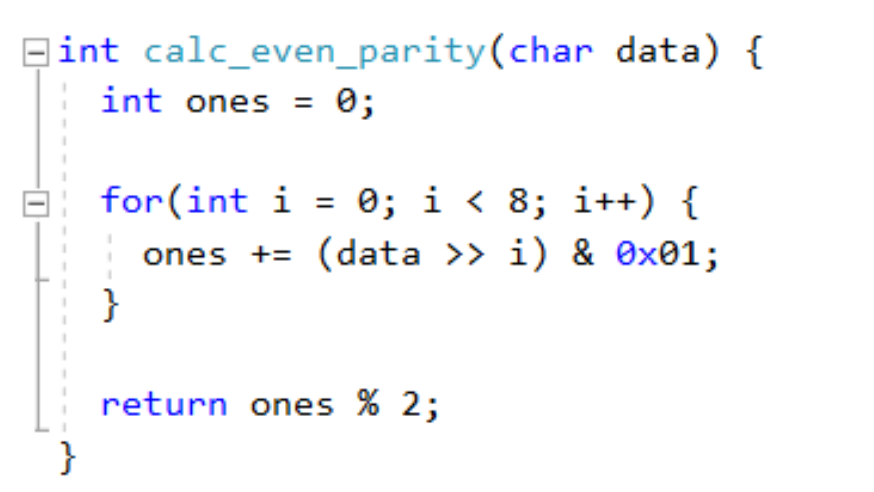 int calc_even_parity(char data) {
int ones = 0;
for(int i = 0; i < 8; i++) {
ones += (data >> i) & 0x01;
}
return ones % 2;
}